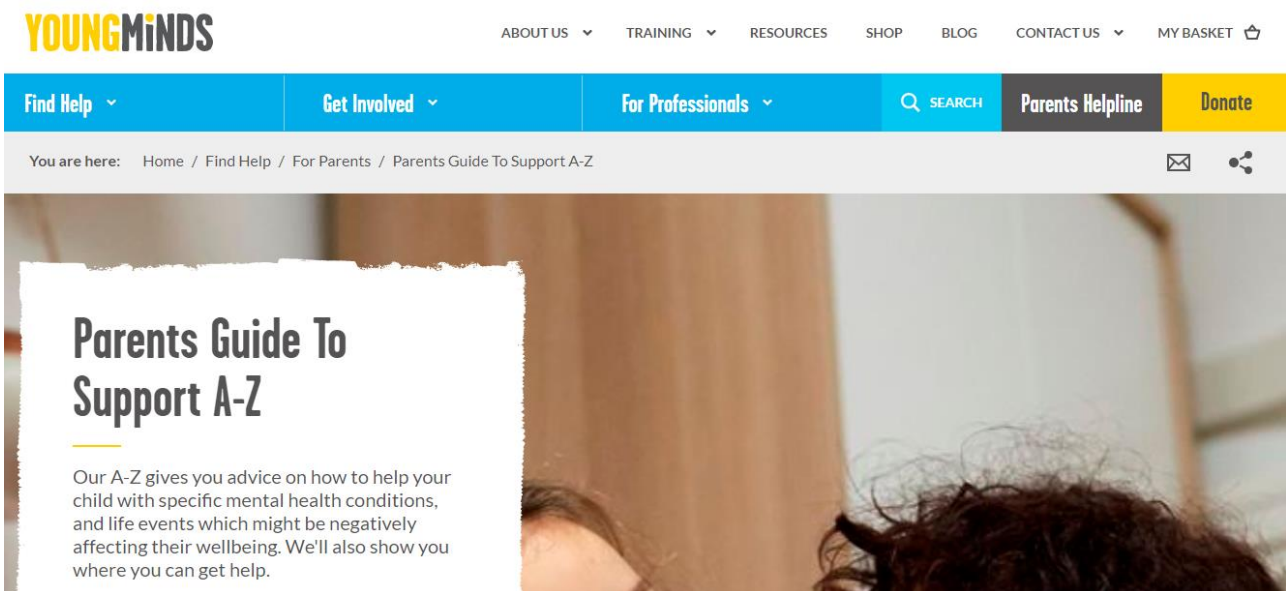 YOUNGMiNDS
ABOUT US TRAINING RESOURCES SHOP BLOG CONTACT US MY BASKET
Find Help Get Involved For Professionals SEARCH Parents Helpline Donate
You are here: Home / Find Help / For Parents / Parents Guide To Support A-Z
Parents Guide To
Support A-Z
Our A-Z gives you advice on how to help your
child with specific mental health conditions,
and life events which might be negatively
affecting their wellbeing. We'll also show you
where you can get help.